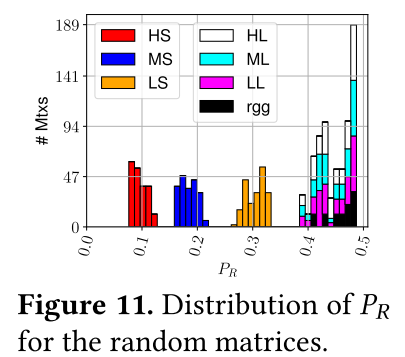 189
141
94
47
0
# Mtxs
HS
MS
LS
HL
ML
LL
rgg
0.0
0.1
0.2
0.3
0.4
0.5
P_R
Figure 11. Distribution of P_R
for the random matrices.